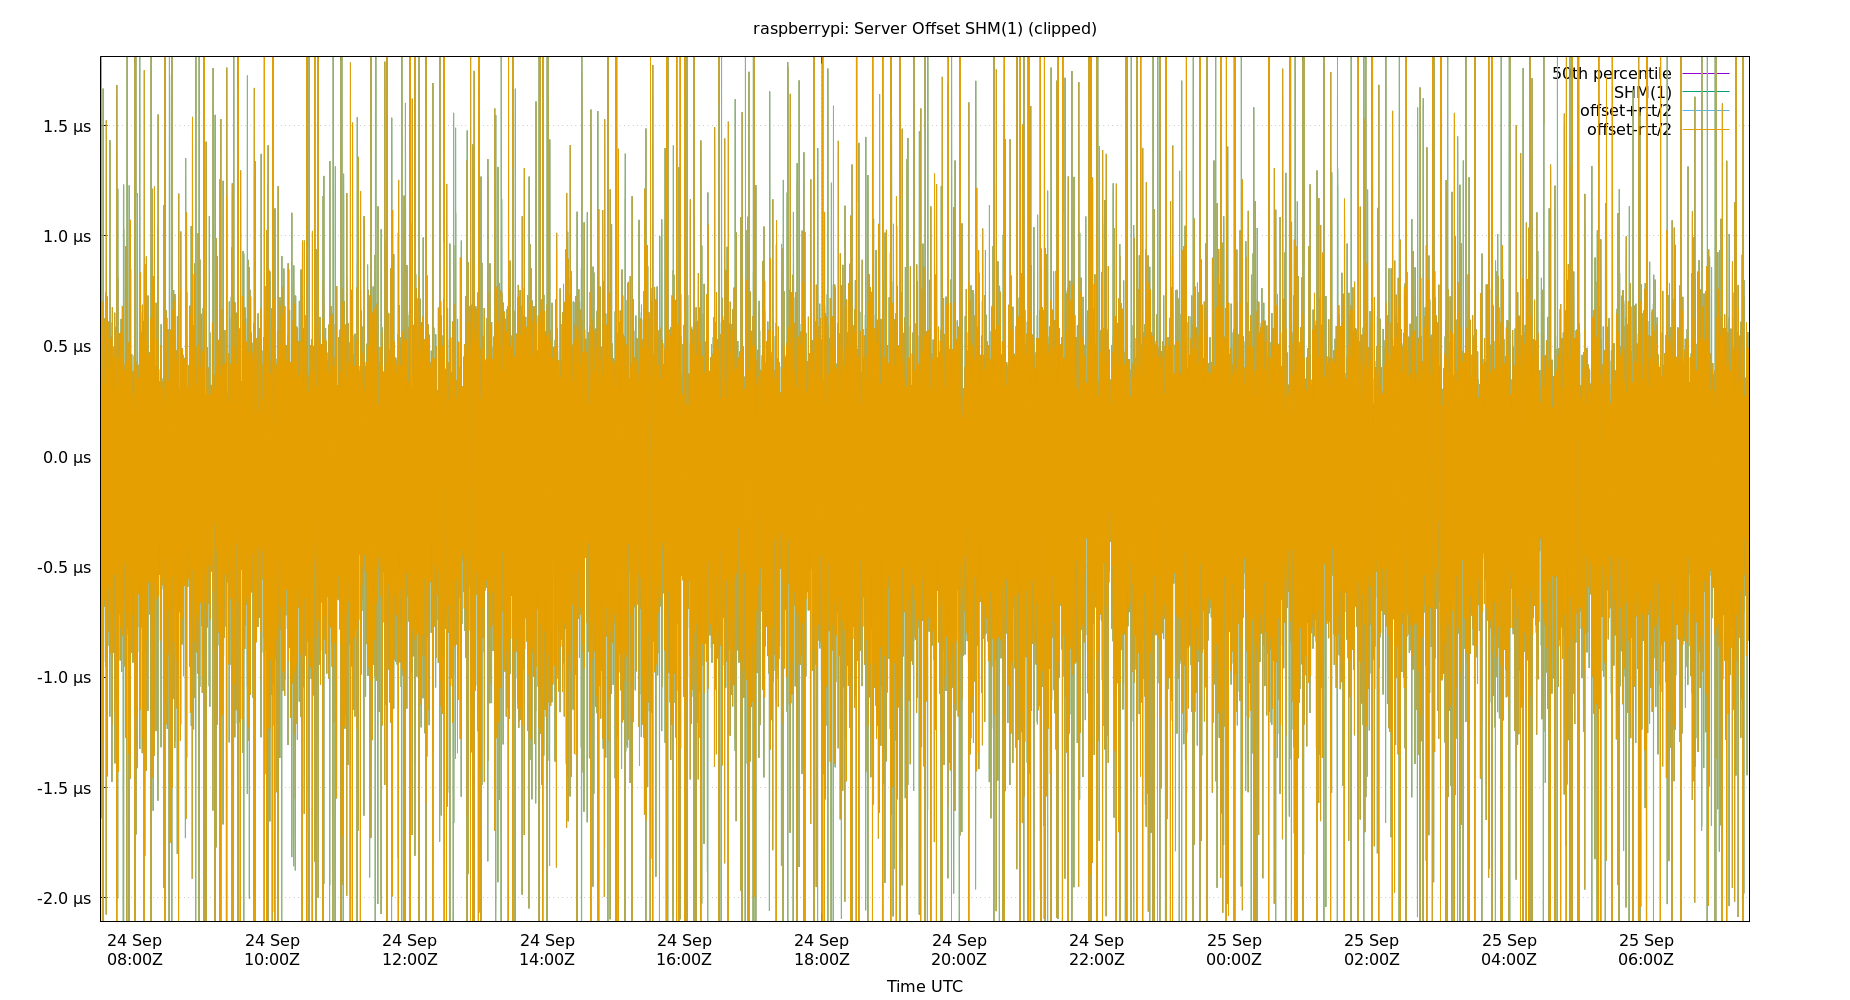 raspberrypi: Server Offset SHM(1) (clipped)
50th percentile
SHM(1)
offset+rtt/2
offset-rtt/2
1.5 µs
1.0 µs
0.5 µs
0.0 µs
-0.5 µs
-1.0 µs
-1.5 µs
-2.0 µs
24 Sep 24 Sep 24 Sep 24 Sep 24 Sep 24 Sep 24 Sep 24 Sep 25 Sep 25 Sep 25 Sep 25 Sep
08:00Z 10:00Z 12:00Z 14:00Z 16:00Z 18:00Z 20:00Z 22:00Z 00:00Z 02:00Z 04:00Z 06:00Z
Time UTC